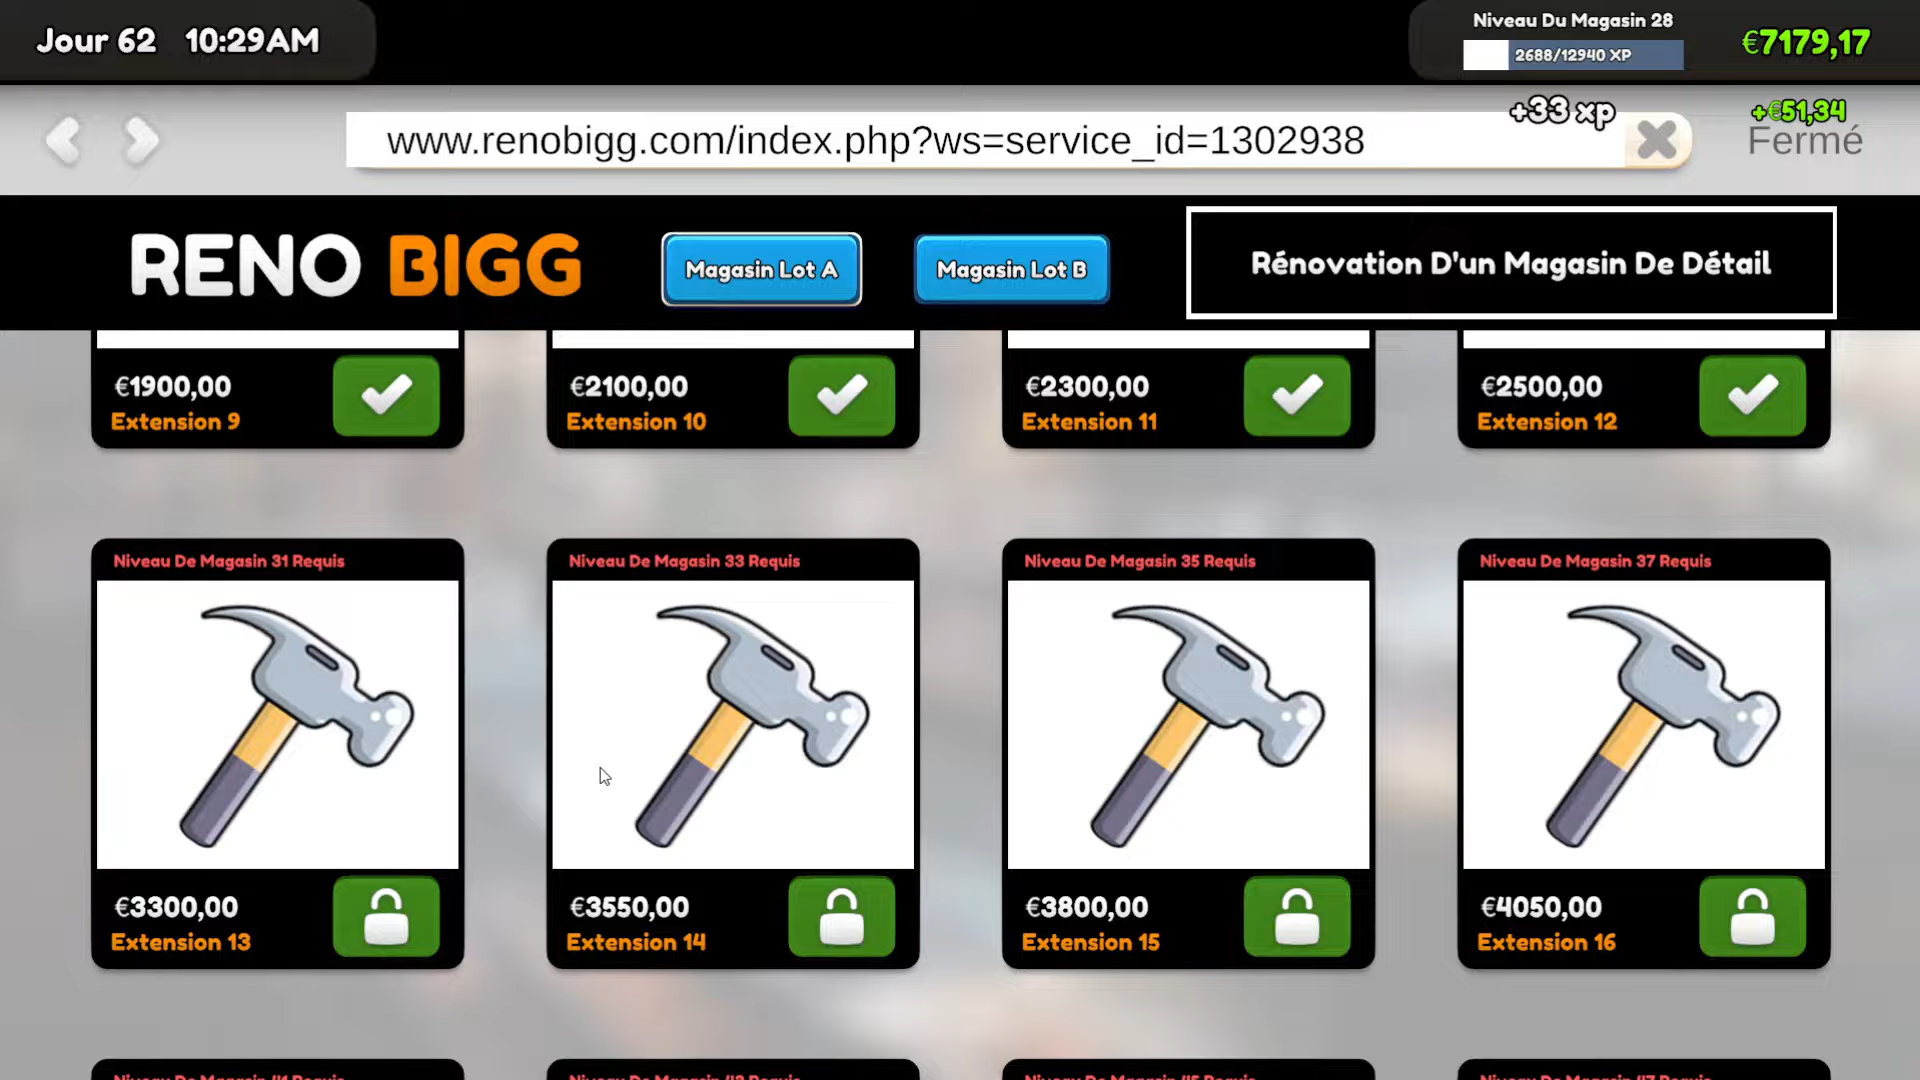 Jour 62 10:29AM
Niveau Du Magasin 28
2688/12940 XP
€7179,17
+33 xp
+€51,34
www.renobigg.com/index.php?ws=service_id=1302938
Fermé
RENO BIGG
Magasin Lot A
Magasin Lot B
Rénovation D'un Magasin De Détail
€1900,00
Extension 9
€2100,00
Extension 10
€2300,00
Extension 11
€2500,00
Extension 12
Niveau De Magasin 31 Requis
€3300,00
Extension 13
Niveau De Magasin 33 Requis
€3550,00
Extension 14
Niveau De Magasin 35 Requis
€3800,00
Extension 15
Niveau De Magasin 37 Requis
€4050,00
Extension 16